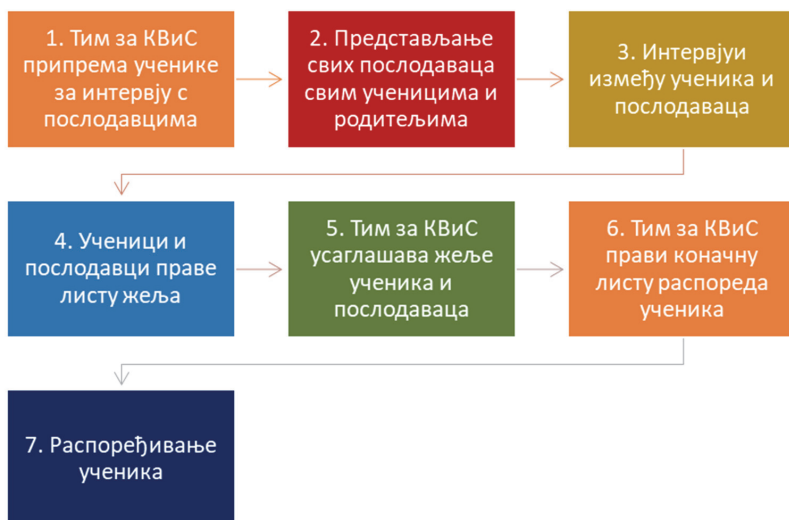 1. Тим за КВиС
припрема ученике
за интервју с
послодавцима
2. Представљање
свих послодаваца
свим ученицима и
родитељима
3. Интервјуи
између ученика и
послодаваца
4. Ученици и
послодавци праве
листу жеља
5. Тим за КВиС
усаглашава жеље
ученика и
послодаваца
6. Тим за КВиС
прави коначну
листу распореда
ученика
7. Распоређивање
ученика